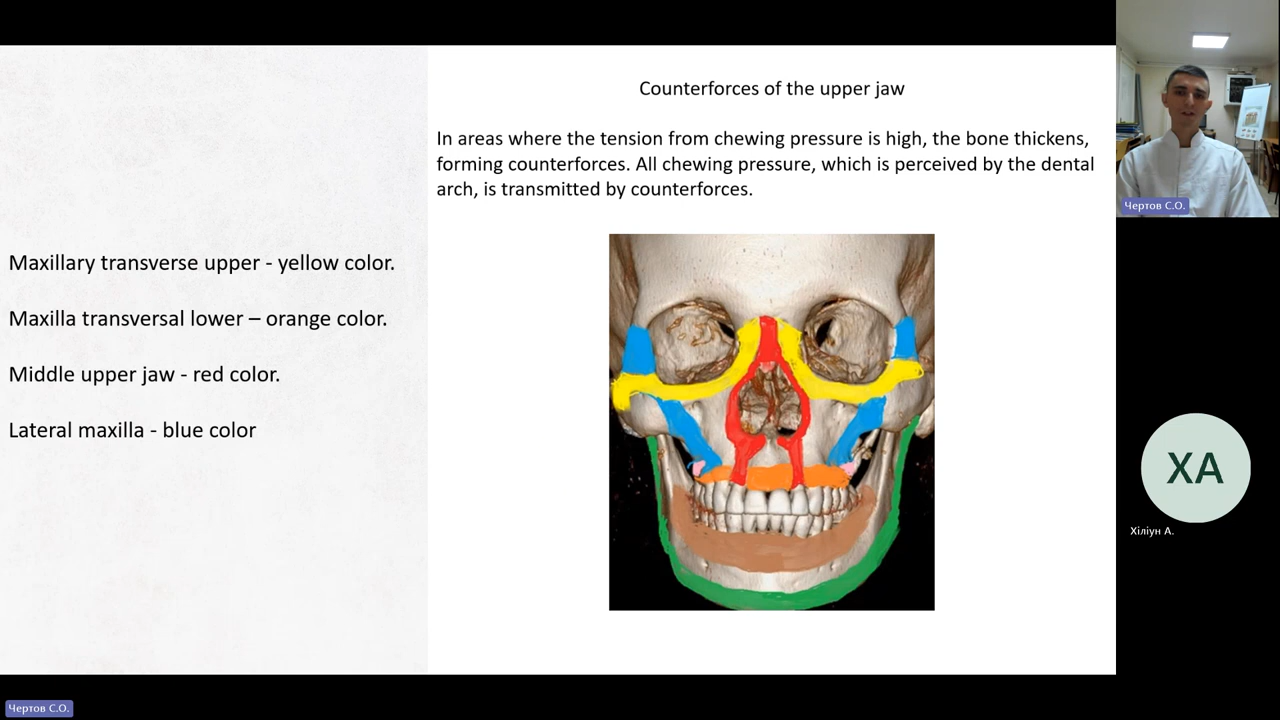 Counterforces of the upper jaw
In areas where the tension from chewing pressure is high, the bone thickens,
forming counterforces. All chewing pressure, which is perceived by the dental
arch, is transmitted by counterforces.
Maxillary transverse upper - yellow color.
Maxilla transversal lower – orange color.
Middle upper jaw - red color.
Lateral maxilla - blue color
Чертов С.О.
ХА
Хіліун А.
Чертов С.О.